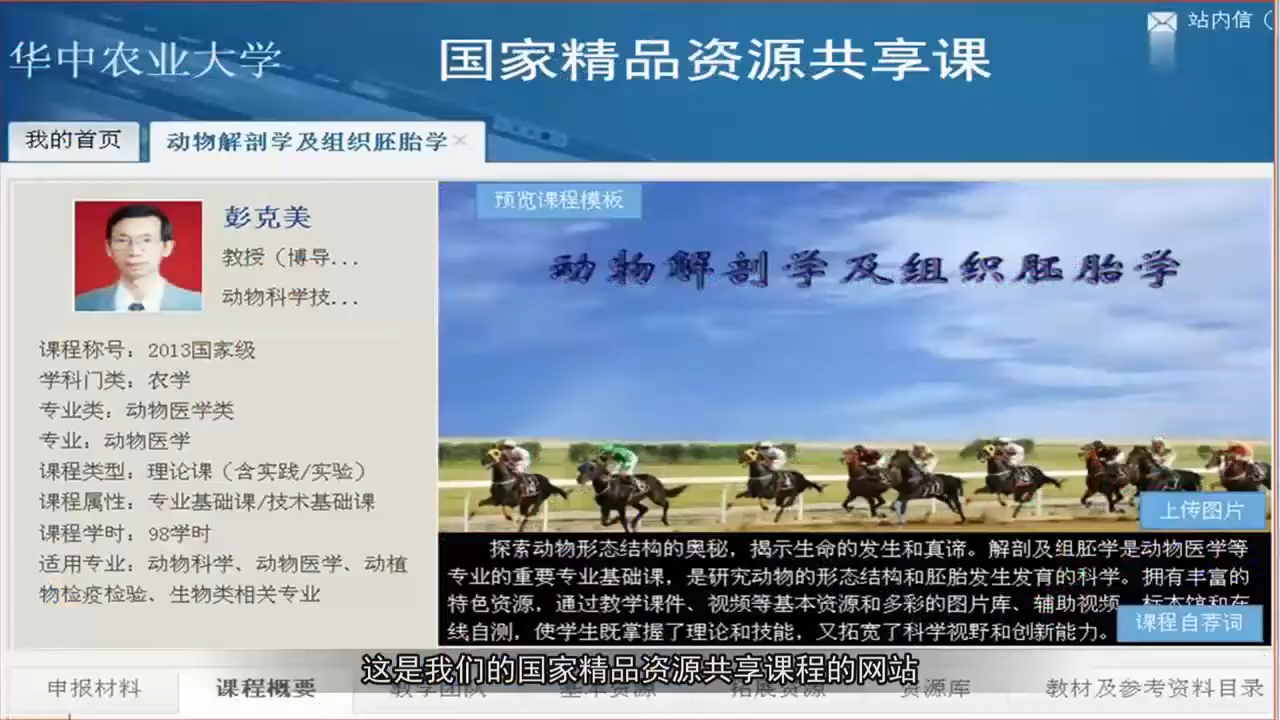 站内信（
华中农业大学
国家精品资源共享课
我的首页
动物解剖学及组织胚胎学
彭克美
教授（博导...
动物科学技...
课程称号：2013国家级
学科门类：农学
专业类：动物医学类
专业：动物医学
课程类型：理论课（含实践/实验）
课程属性：专业基础课/技术基础课
课程学时：98学时
适用专业：动物科学、动物医学、动植
物检疫检验、生物类相关专业
预览课程模板
动物解剖学及组织胚胎学
上传图片
探索动物形态结构的奥秘，揭示生命的发生和真谛。解剖及组胚学是动物医学等
专业的重要专业基础课，是研究动物的形态结构和胚胎发生发育的科学。拥有丰富的
特色资源，通过教学课件、视频等基本资源和多彩的图片库、辅助视频、标本馆和在
线自测，使学生既掌握了理论和技能，又拓宽了科学视野和创新能力。
课程自荐词
这是我们的国家精品资源共享课程的网站
申报材料
课程概要
教学团队
基本资源
拓展资源
资源库
教材及参考资料目录